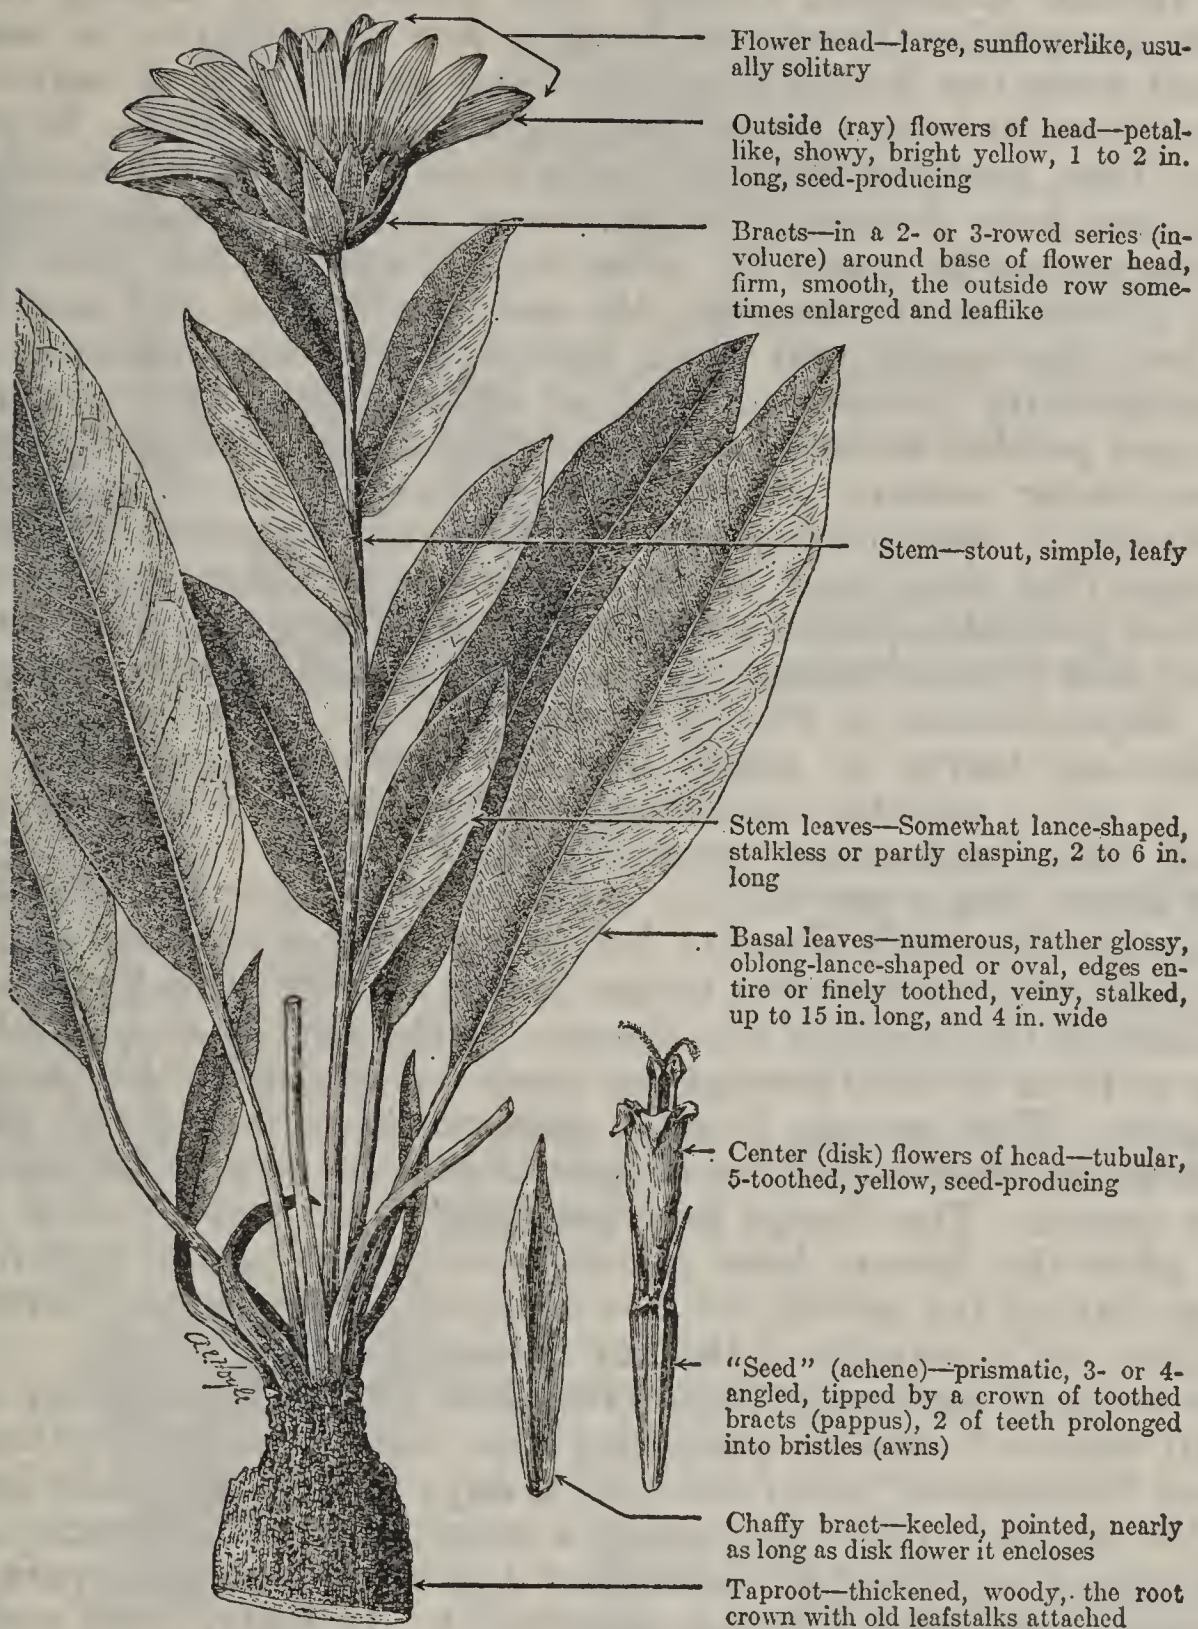 Flower head—large, sunflowerlike, usu-
ally solitary
Outside (ray) flowers of head—petal-
like, showy, bright yellow, 1 to 2 in.
long, seed-producing
Bracts—in a 2- or 3-rowed series (in-
volucre) around base of flower head,
firm, smooth, the outside row some-
times enlarged and leaflike
Stem—stout, simple, leafy
Stem leaves—Somewhat lance-shaped,
stalkless or partly clasping, 2 to 6 in.
long
Basal leaves—numerous, rather glossy,
oblong-lance-shaped or oval, edges en-
tire or finely toothed, veiny, stalked,
up to 15 in. long, and 4 in. wide
Center (disk) flowers of head—tubular,
5-toothed, yellow, seed-producing
"Seed" (achene)—prismatic, 3- or 4-
angled, tipped by a crown of toothed
bracts (pappus), 2 of teeth prolonged
into bristles (awns)
Chaffy bract—keeled, pointed, nearly
as long as disk flower it encloses
Taproot—thickened, woody, the root
crown with old leafstalks attached